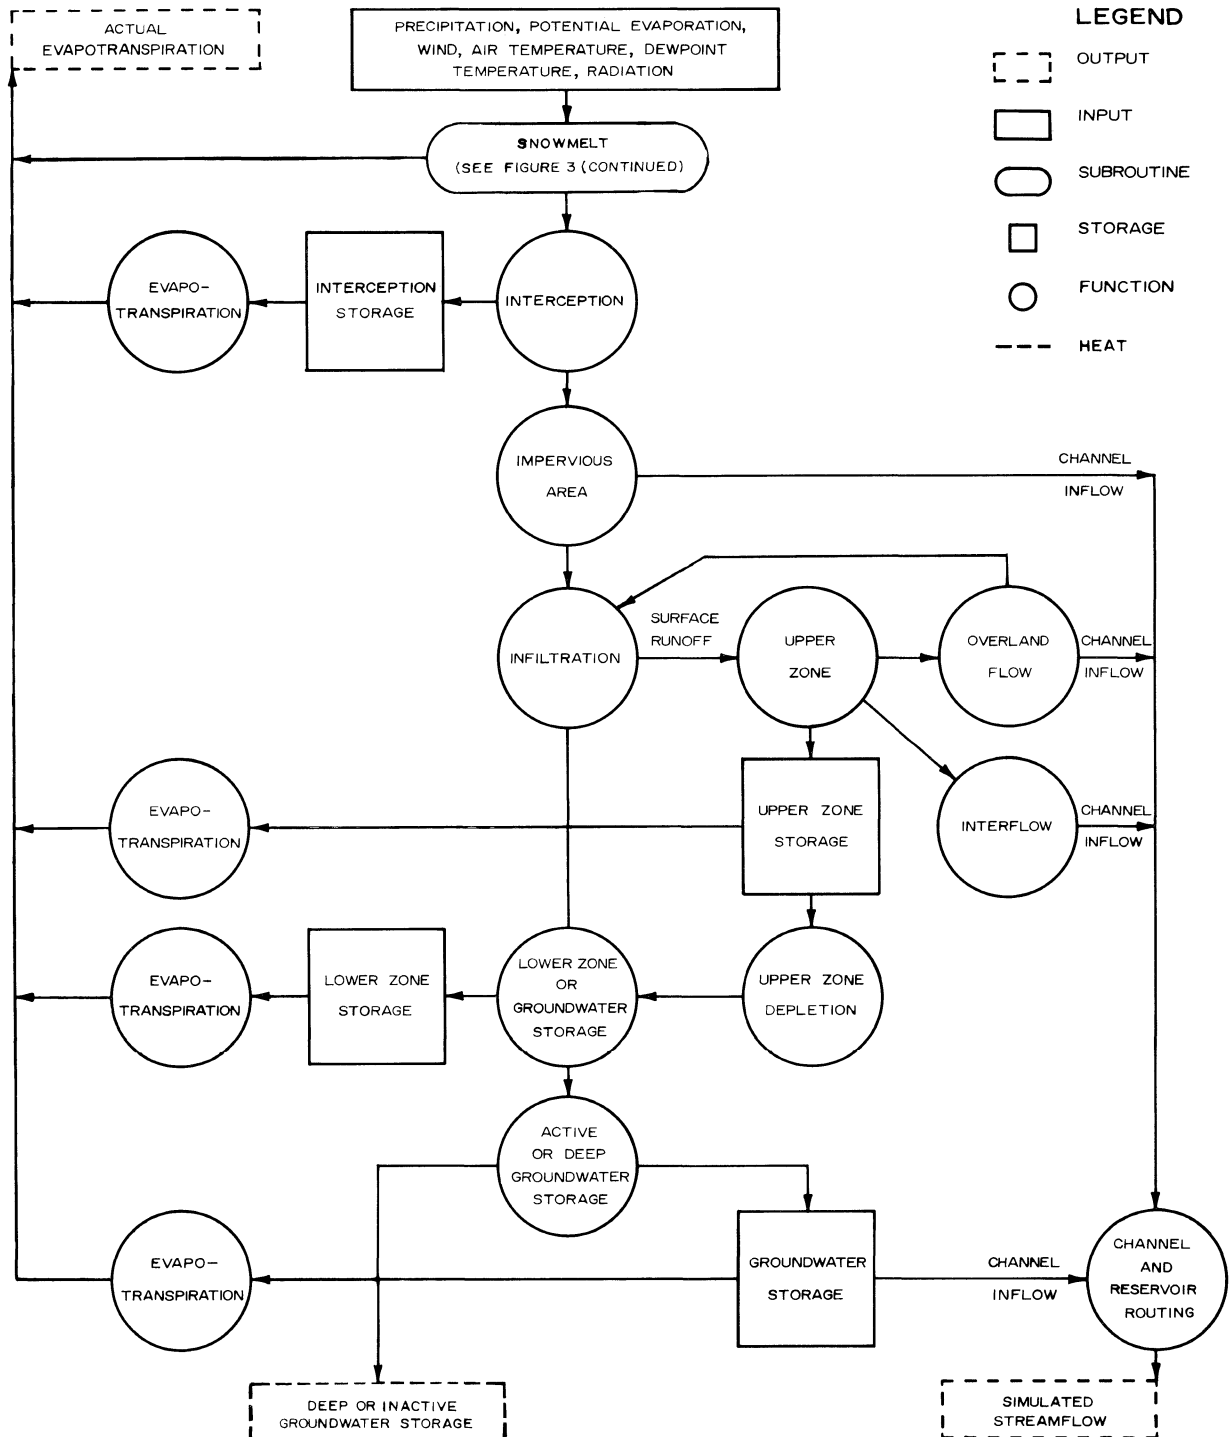 ACTUAL
EVAPOTRANSPIRATION
PRECIPITATION, POTENTIAL EVAPORATION,
WIND, AIR TEMPERATURE, DEWPOINT
TEMPERATURE, RADIATION
LEGEND
OUTPUT
INPUT
SUBROUTINE
STORAGE
FUNCTION
HEAT
SNOWMELT
(SEE FIGURE 3 (CONTINUED)
EVAPO-
TRANSPIRATION
INTERCEPTION
STORAGE
INTERCEPTION
IMPERVIOUS
AREA
CHANNEL
INFLOW
INFILTRATION
SURFACE
RUNOFF
UPPER
ZONE
OVERLAND
FLOW
CHANNEL
INFLOW
EVAPO-
TRANSPIRATION
UPPER ZONE
STORAGE
INTERFLOW
CHANNEL
INFLOW
EVAPO-
TRANSPIRATION
LOWER ZONE
STORAGE
LOWER ZONE
OR
GROUNDWATER
STORAGE
UPPER ZONE
DEPLETION
ACTIVE
OR DEEP
GROUNDWATER
STORAGE
EVAPO-
TRANSPIRATION
GROUNDWATER
STORAGE
CHANNEL
INFLOW
CHANNEL
AND
RESERVOIR
ROUTING
DEEP OR INACTIVE
GROUNDWATER STORAGE
SIMULATED
STREAMFLOW